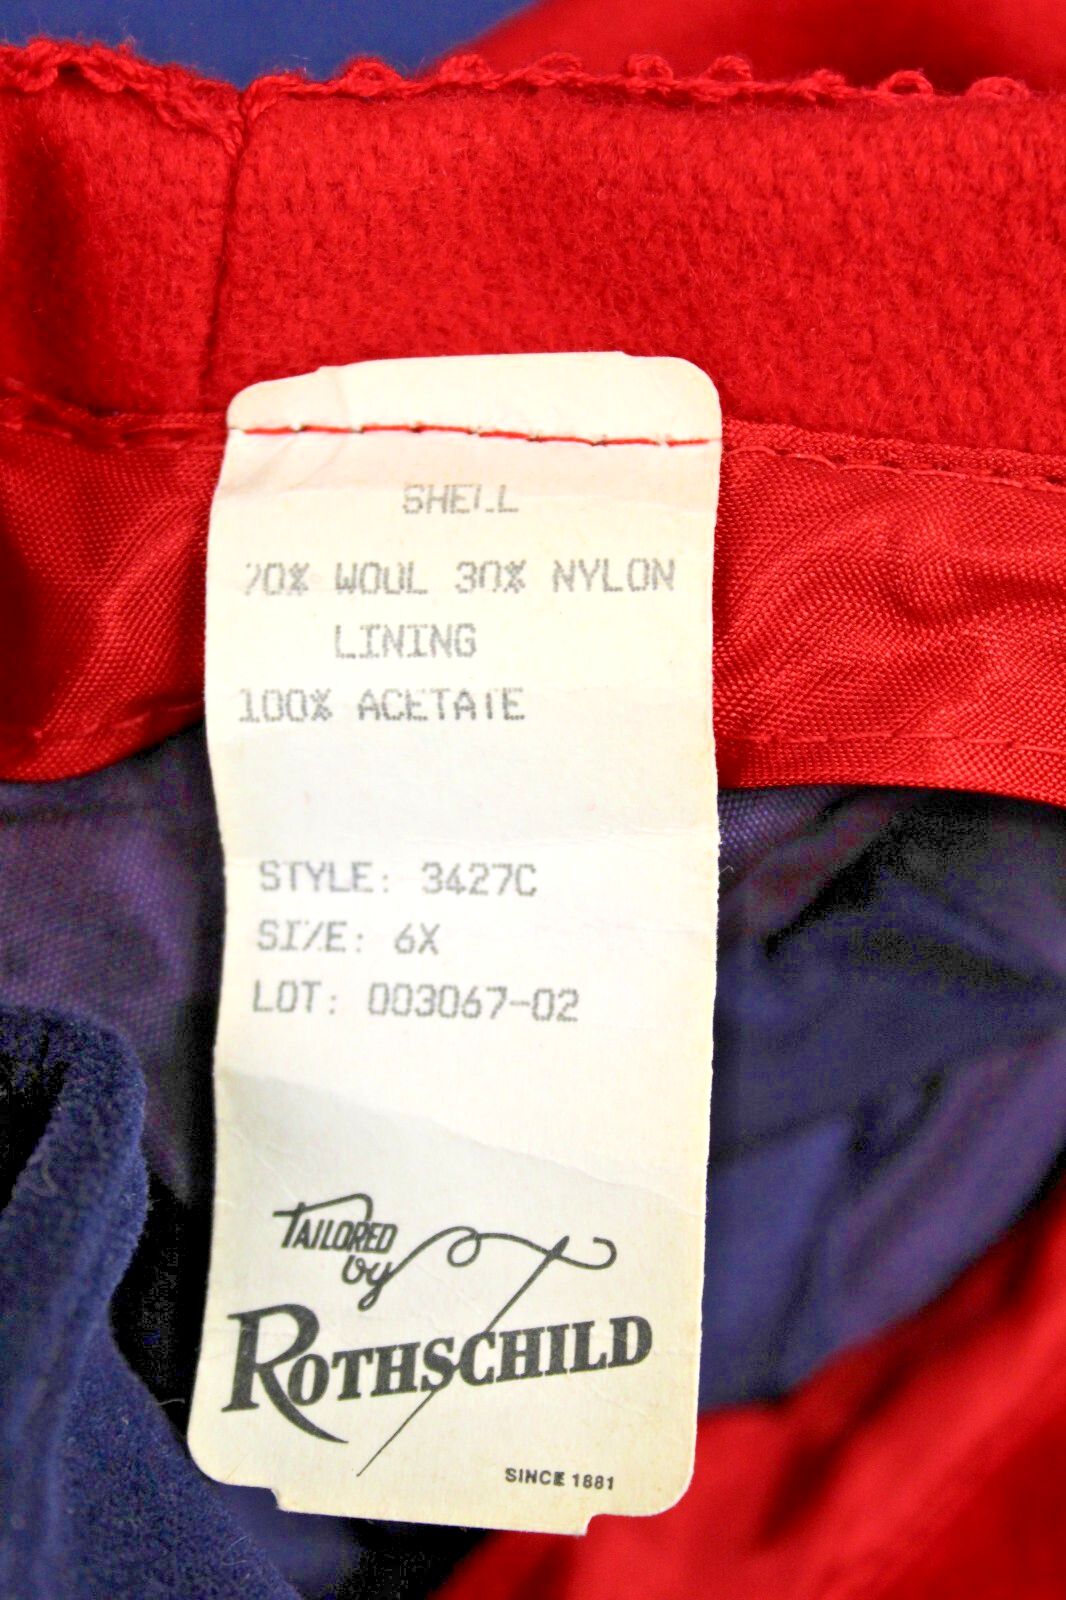 SHELL
70% WOOL 30% NYLON
LINING
100% ACETATE
STYLE: 3427C
SIZE: 6X
LOT: 003067-02
TAILORED
by
ROTHSCHILD
SINCE 1881